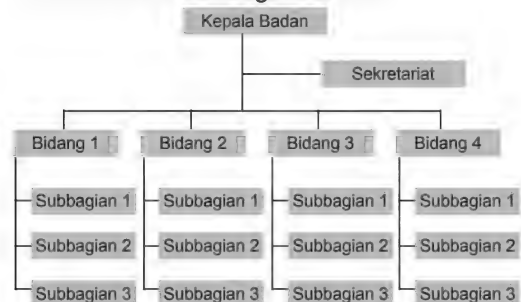 Kepala Badan
Sekretariat
Bidang 1 Bidang 2 Bidang 3 Bidang 4
Subbagian 1 Subbagian 1 Subbagian 1 Subbagian 1
Subbagian 2 Subbagian 2 Subbagian 2 Subbagian 2
Subbagian 3 Subbagian 3 Subbagian 3 Subbagian 3